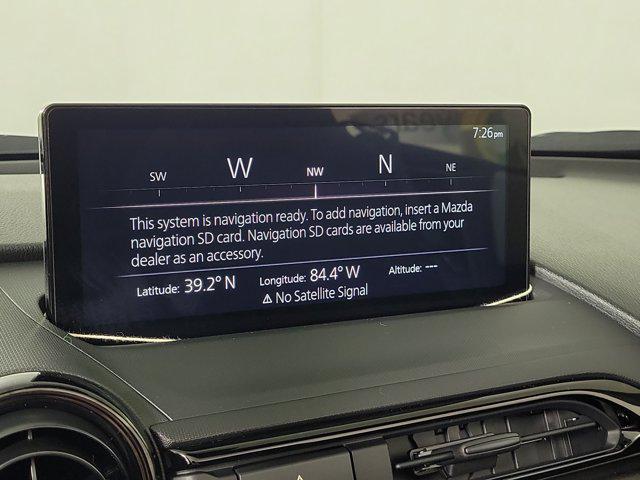 7:26pm
SW W NW N NE
This system is navigation ready. To add navigation, insert a Mazda
navigation SD card. Navigation SD cards are available from your
dealer as an accessory.
Latitude: 39.2° N Longitude: 84.4° W Altitude: ---
⚠ No Satellite Signal